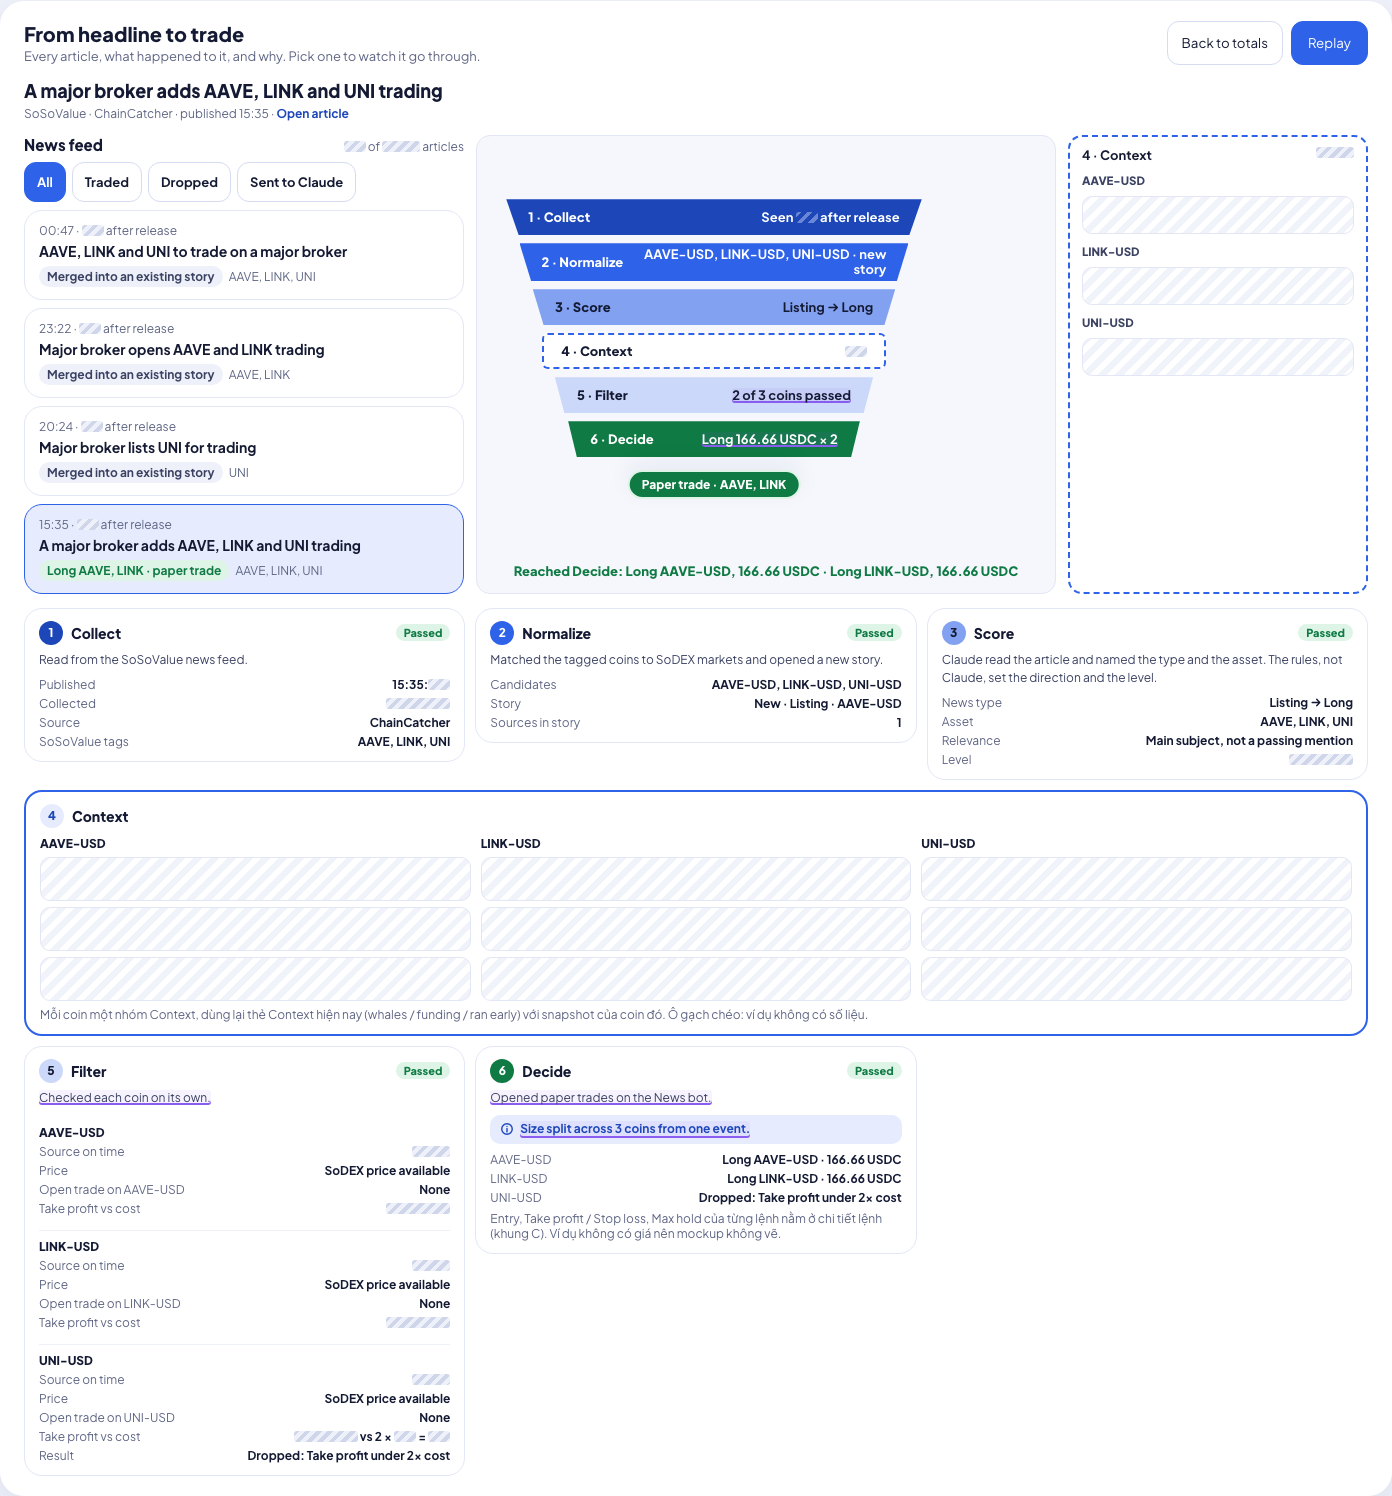 From headline to trade
Every article, what happened to it, and why. Pick one to watch it go through.
Back to totals
Replay
A major broker adds AAVE, LINK and UNI trading
SoSoValue · ChainCatcher · published 15:35 · Open article
News feed
of articles
All
Traded
Dropped
Sent to Claude
00:47 · after release
AAVE, LINK and UNI to trade on a major broker
Merged into an existing story AAVE, LINK, UNI
23:22 · after release
Major broker opens AAVE and LINK trading
Merged into an existing story AAVE, LINK
20:24 · after release
Major broker lists UNI for trading
Merged into an existing story UNI
15:35 · after release
A major broker adds AAVE, LINK and UNI trading
Long AAVE, LINK · paper trade AAVE, LINK, UNI
1 · Collect Seen after release
2 · Normalize AAVE-USD, LINK-USD, UNI-USD · new
story
3 · Score Listing → Long
4 · Context
5 · Filter 2 of 3 coins passed
6 · Decide Long 166.66 USDC × 2
Paper trade · AAVE, LINK
Reached Decide: Long AAVE-USD, 166.66 USDC · Long LINK-USD, 166.66 USDC
4 · Context
AAVE-USD
LINK-USD
UNI-USD
1 Collect Passed
Read from the SoSoValue news feed.
Published 15:35:
Collected
Source ChainCatcher
SoSoValue tags AAVE, LINK, UNI
2 Normalize Passed
Matched the tagged coins to SoDEX markets and opened a new story.
Candidates AAVE-USD, LINK-USD, UNI-USD
Story New · Listing · AAVE-USD
Sources in story 1
3 Score Passed
Claude read the article and named the type and the asset. The rules, not
Claude, set the direction and the level.
News type Listing → Long
Asset AAVE, LINK, UNI
Relevance Main subject, not a passing mention
Level
4 Context
AAVE-USD
LINK-USD
UNI-USD
Mỗi coin một nhóm Context, dùng lại thẻ Context hiện nay (whales / funding / ran early) với snapshot của coin đó. Ô gạch chéo: ví dụ không có số liệu.
5 Filter Passed
Checked each coin on its own.
AAVE-USD
Source on time
Price SoDEX price available
Open trade on AAVE-USD None
Take profit vs cost
LINK-USD
Source on time
Price SoDEX price available
Open trade on LINK-USD None
Take profit vs cost
UNI-USD
Source on time
Price SoDEX price available
Open trade on UNI-USD None
Take profit vs cost vs 2 × =
Result Dropped: Take profit under 2× cost
6 Decide Passed
Opened paper trades on the News bot.
Size split across 3 coins from one event.
AAVE-USD Long AAVE-USD · 166.66 USDC
LINK-USD Long LINK-USD · 166.66 USDC
UNI-USD Dropped: Take profit under 2× cost
Entry, Take profit / Stop loss, Max hold của từng lệnh nằm ở chi tiết lệnh
(khung C). Ví dụ không có giá nên mockup không vẽ.